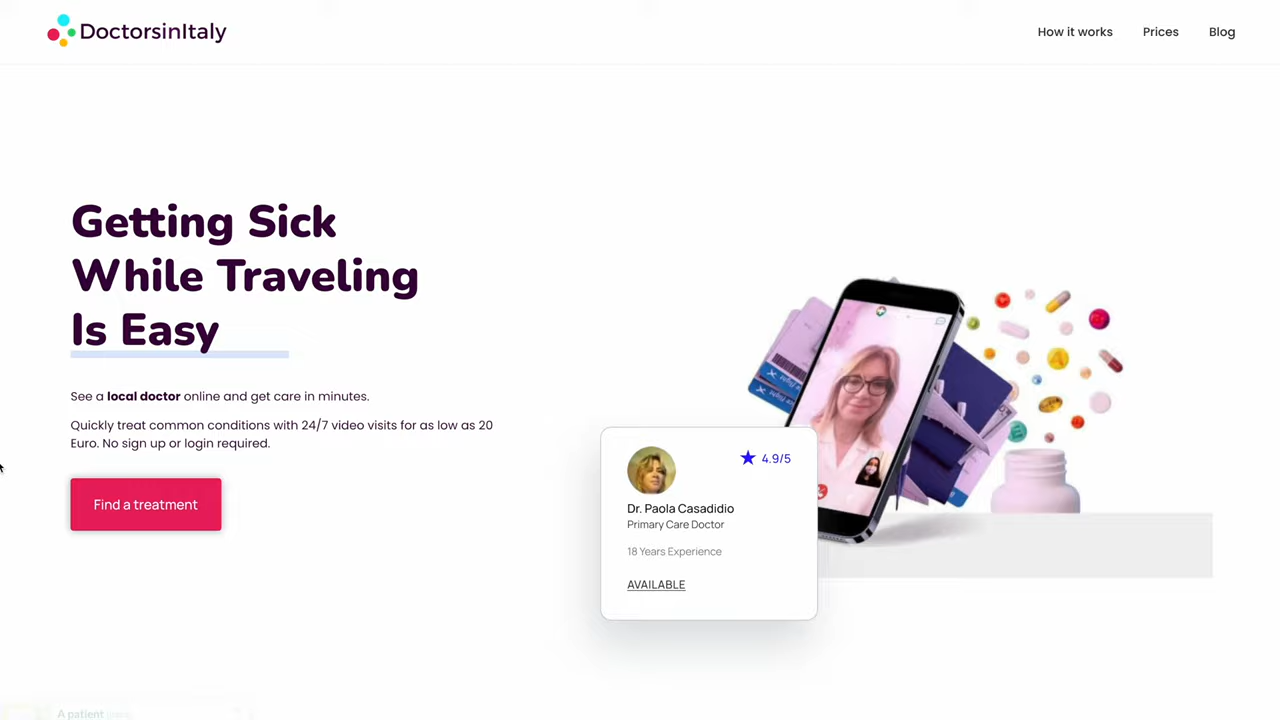 DoctorsinItaly
How it works
Prices
Blog
Getting Sick
While Traveling
Is Easy
See a local doctor online and get care in minutes.
Quickly treat common conditions with 24/7 video visits for as low as 20
Euro. No sign up or login required.
Find a treatment
4.9/5
Dr. Paola Casadidio
Primary Care Doctor
18 Years Experience
AVAILABLE
A patient